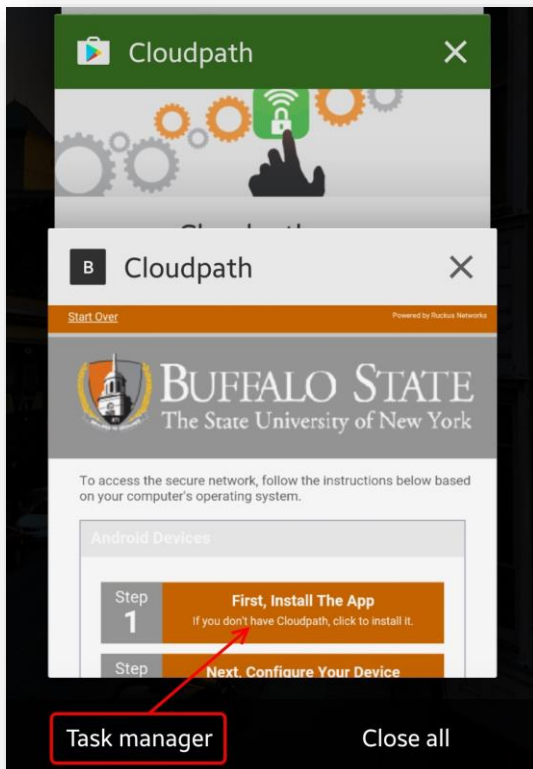 Cloudpath
B Cloudpath
Start Over Powered by Ruckus Networks
BUFFALO STATE
The State University of New York
To access the secure network, follow the instructions below based
on your computer's operating system.
Android Devices
Step
1
First, Install The App
If you don't have Cloudpath, click to install it.
Step
Next, Configure Your Device
Task manager
Close all